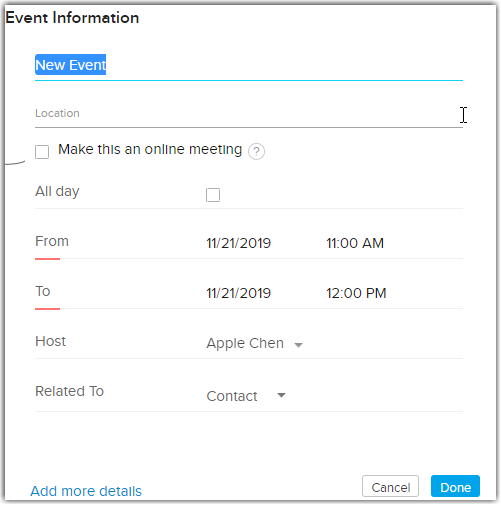 Event Information
New Event
Location
Make this an online meeting ?
All day
From 11/21/2019 11:00 AM
To 11/21/2019 12:00 PM
Host Apple Chen
Related To Contact
Add more details Cancel Done